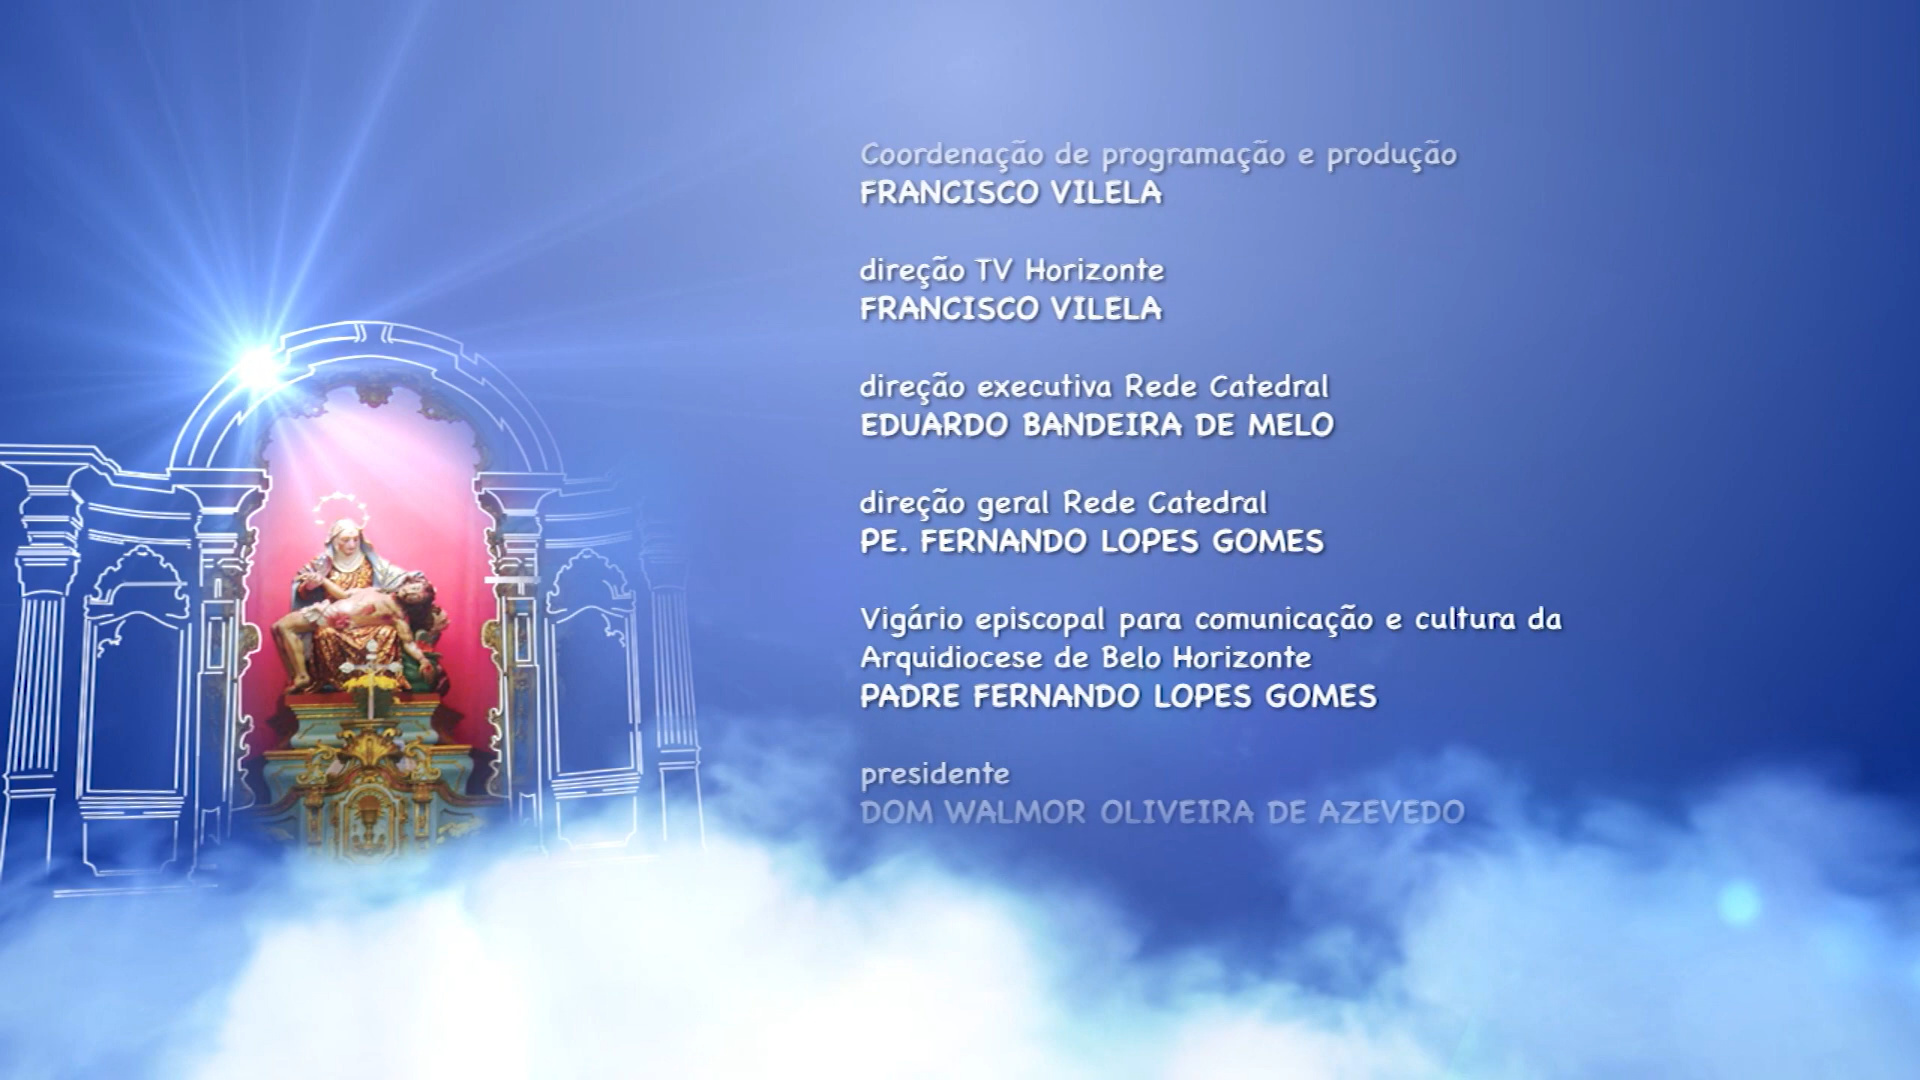 Coordenação de programação e produção
FRANCISCO VILELA
direção TV Horizonte
FRANCISCO VILELA
direção executiva Rede Catedral
EDUARDO BANDEIRA DE MELO
direção geral Rede Catedral
PE. FERNANDO LOPES GOMES
Vigário episcopal para comunicação e cultura da
Arquidiocese de Belo Horizonte
PADRE FERNANDO LOPES GOMES
presidente
DOM WALMOR OLIVEIRA DE AZEVEDO